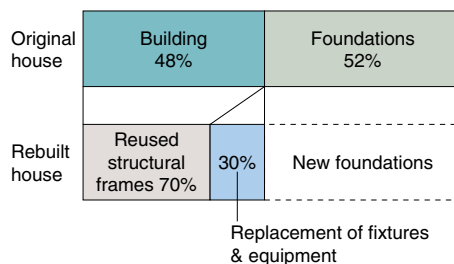 Original
house
Building
48%
Foundations
52%
Rebuilt
house
Reused
structural
frames 70%
30%
New foundations
Replacement of fixtures
& equipment